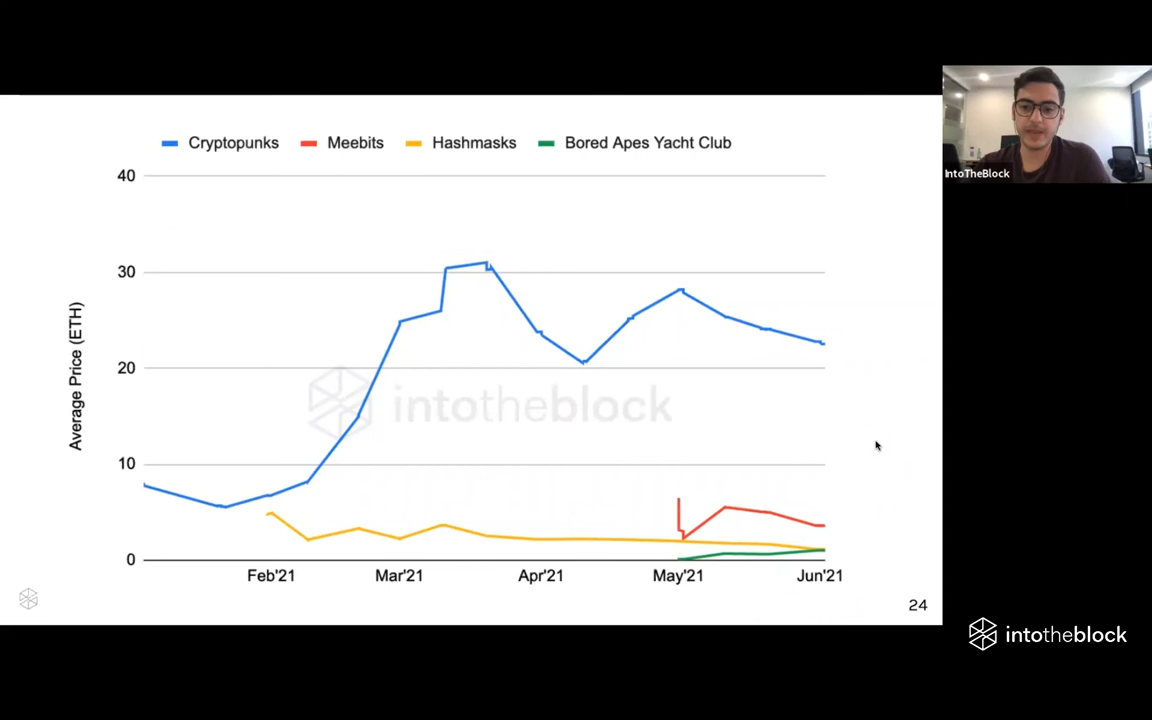 Cryptopunks Meebits Hashmasks Bored Apes Yacht Club
IntoTheBlock
40
30
20
10
0
Average Price (ETH)
intotheblock
Feb'21 Mar'21 Apr'21 May'21 Jun'21
24
intotheblock